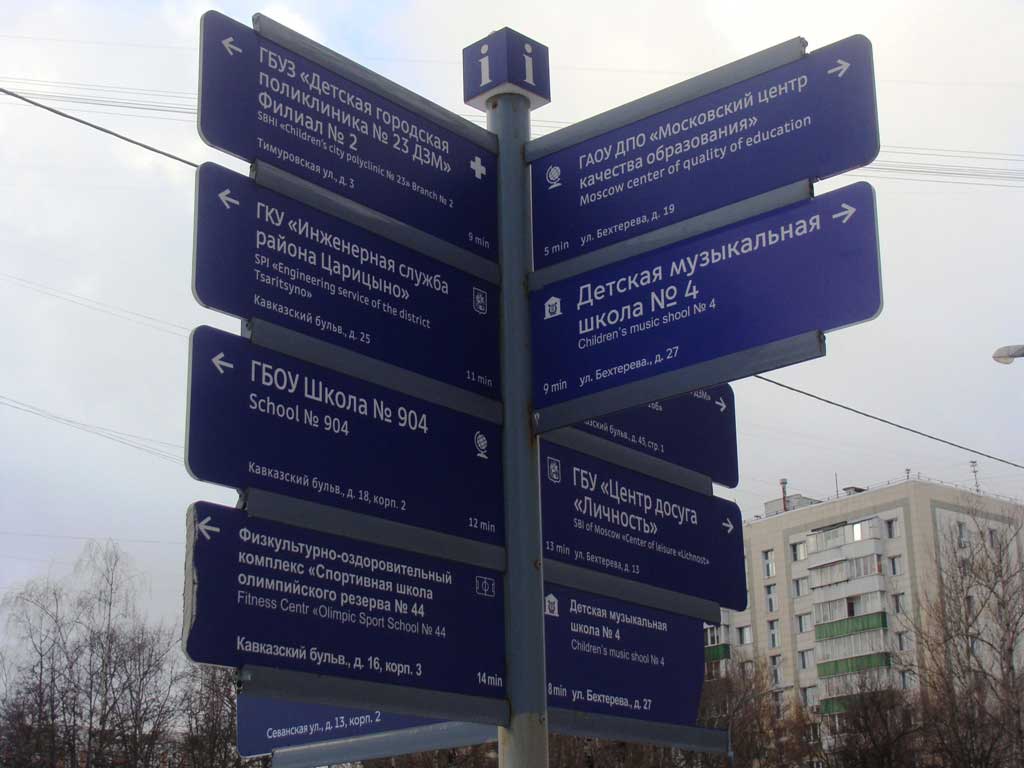 i i
ГБУЗ «Детская городская
поликлиника № 23 ДЗМ»
Филиал № 2
SBHI «Children's city polyclinic № 23» Branch № 2
Тимуровская ул., д. 3
9 min
ГКУ «Инженерная служба
района Царицыно»
SPI «Engineering service of the district
Tsaritsyno»
Кавказский бульв., д. 25
11 min
ГБОУ Школа № 904
School № 904
Кавказский бульв., д. 18, корп. 2
12 min
Физкультурно-оздоровительный
комплекс «Спортивная школа
олимпийского резерва № 44
Fitness Centr «Olimpic Sport School № 44
Кавказский бульв., д. 16, корп. 3
14 min
Севанская ул., д. 13, корп. 2
ГАОУ ДПО «Московский центр
качества образования»
Moscow center of quality of education
5 min ул. Бехтерева, д. 19
Детская музыкальная
школа № 4
Children's music shool № 4
9 min ул. Бехтерева., д. 27
ДЗМ»
бульв., д. 45, стр. 1
ГБУ «Центр досуга
«Личность»
SBI of Moscow «Center of leisure «Lichnost»
13 min ул. Бехтерева, д. 13
Детская музыкальная
школа № 4
Children's music shool № 4
8 min ул. Бехтерева, д. 27